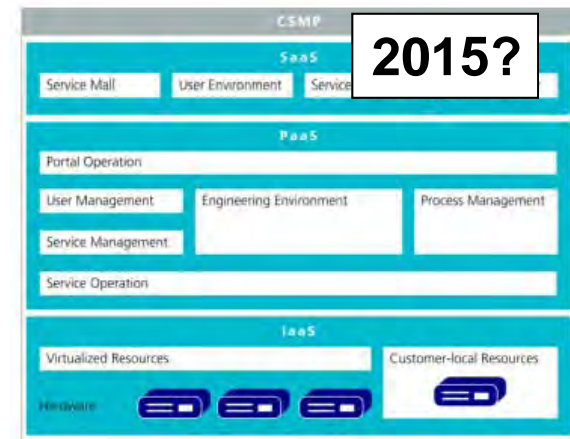 CSMP
2015?
SaaS
Service Mall
User Environment
Service
PaaS
Portal Operation
User Management
Engineering Environment
Process Management
Service Management
Service Operation
IaaS
Virtualized Resources
Customer-local Resources
Hardware